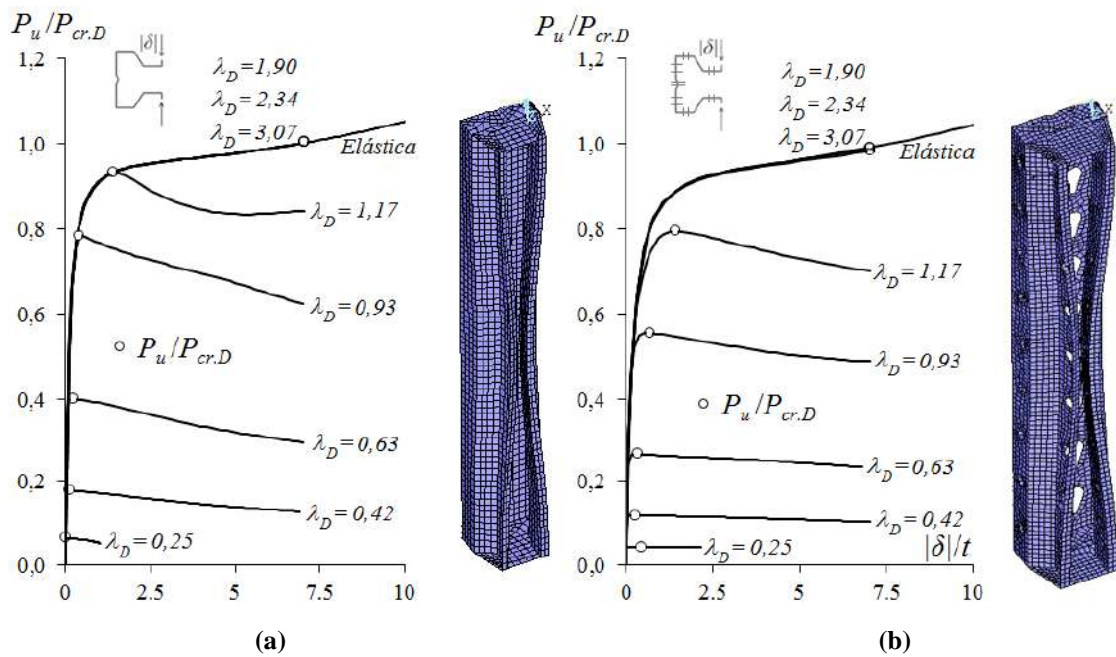 P_u/P_cr.D
1,2
1,0
0,8
0,6
0,4
0,2
0,0
0
2.5
5
7.5
10
|δ|
λ_D=1,90
λ_D=2,34
λ_D=3,07
Elástica
λ_D=1,17
λ_D=0,93
P_u/P_cr.D
λ_D=0,63
λ_D=0,42
λ_D=0,25
x
(a)
P_u/P_cr.D
1,2
1,0
0,8
0,6
0,4
0,2
0,0
0
2.5
5
7.5
10
|δ|
λ_D=1,90
λ_D=2,34
λ_D=3,07
Elástica
λ_D=1,17
λ_D=0,93
P_u/P_cr.D
λ_D=0,63
λ_D=0,42
|δ|/t
λ_D=0,25
x
(b)